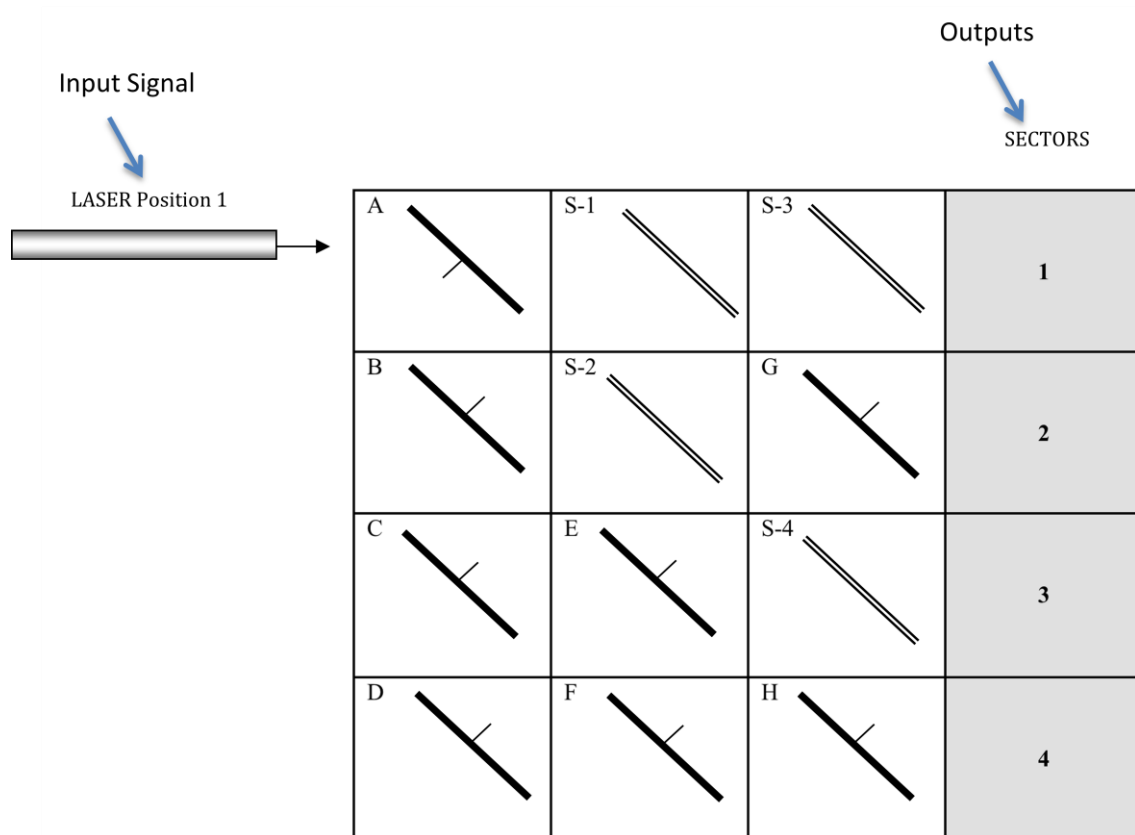 Outputs
Input Signal
SECTORS
LASER Position 1
A
S-1
S-3
1
B
S-2
G
2
C
E
S-4
3
D
F
H
4